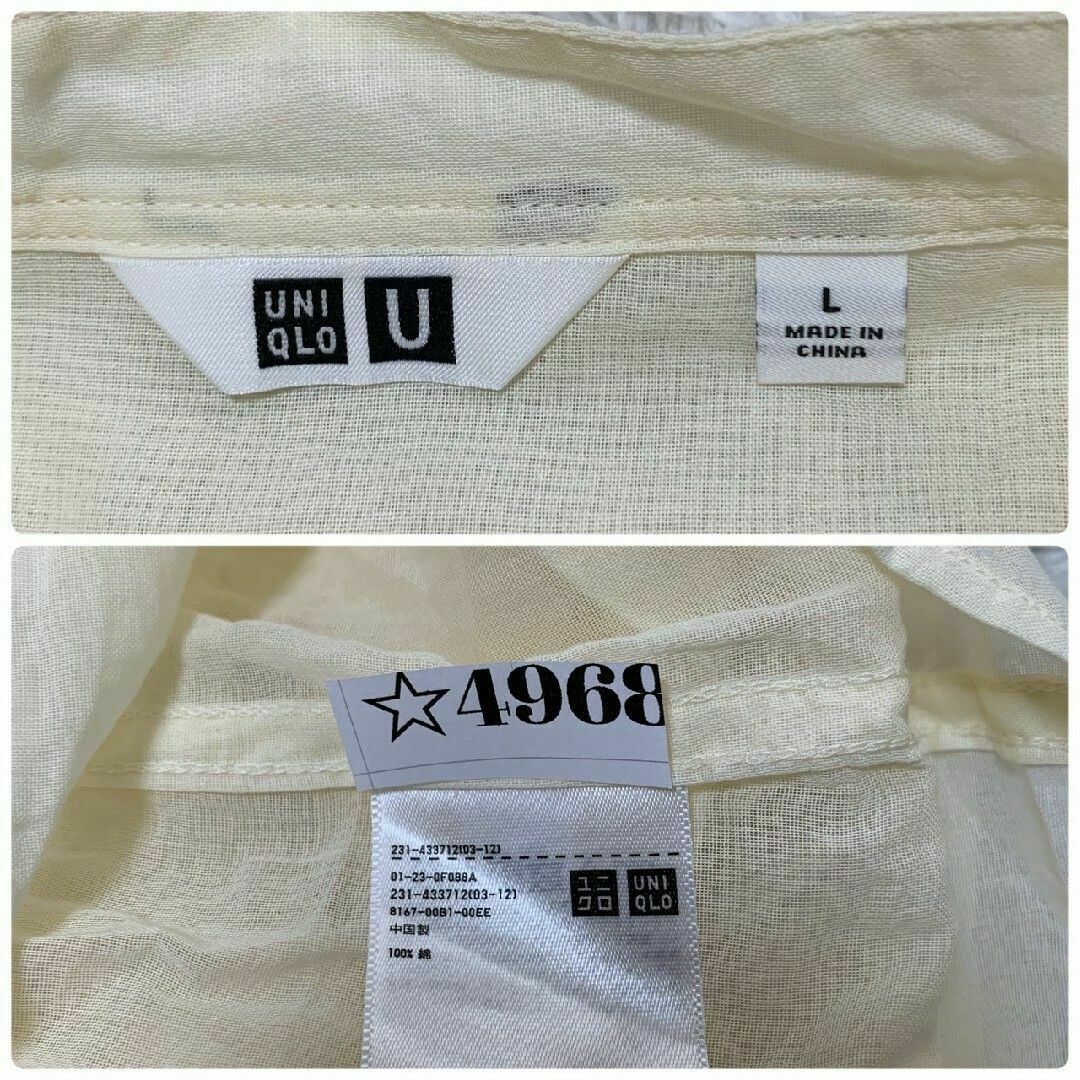 UNI
QLO
U
L
MADE IN
CHINA
☆4968
231-433712(03-12)
01-23-0F088A
231-433712(03-12)
8167-00B1-00EE
中国製
100% 綿
ユニ
クロ
UNI
QLO